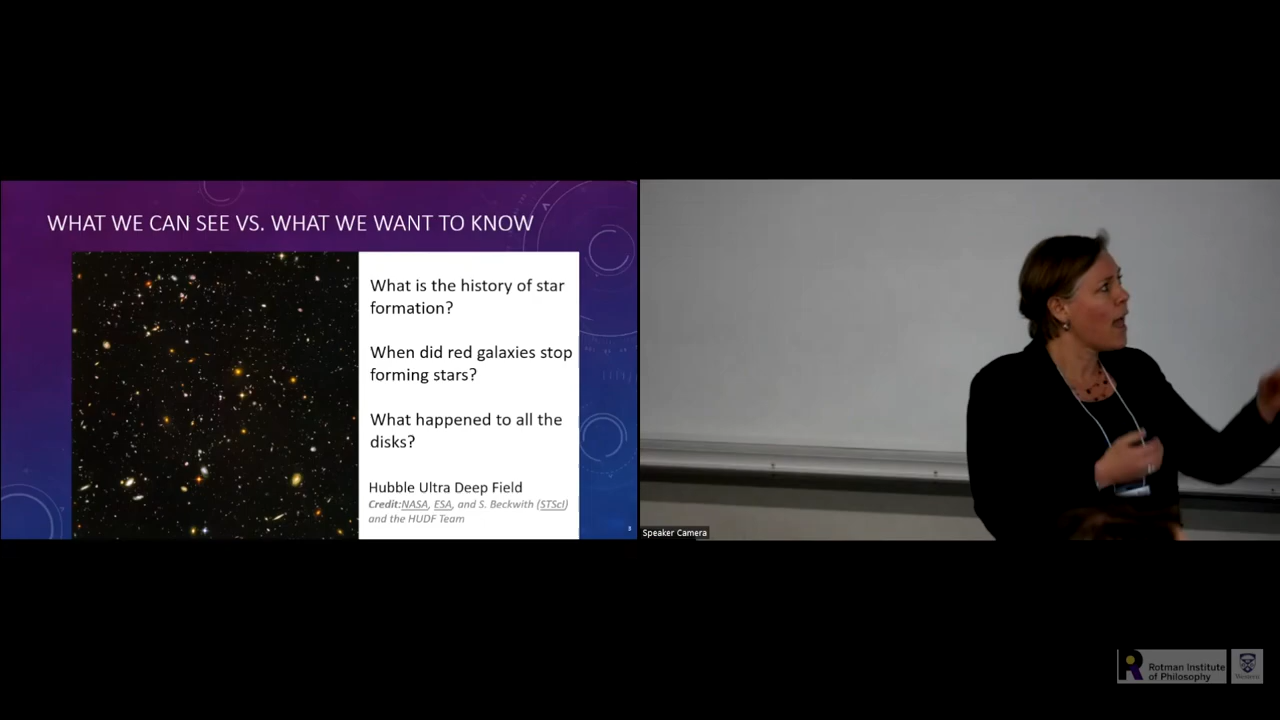 WHAT WE CAN SEE VS. WHAT WE WANT TO KNOW
What is the history of star
formation?
When did red galaxies stop
forming stars?
What happened to all the
disks?
Hubble Ultra Deep Field
Credit:NASA, ESA, and S. Beckwith (STScI)
and the HUDF Team
3
Speaker Camera
Rotman Institute
of Philosophy
Western